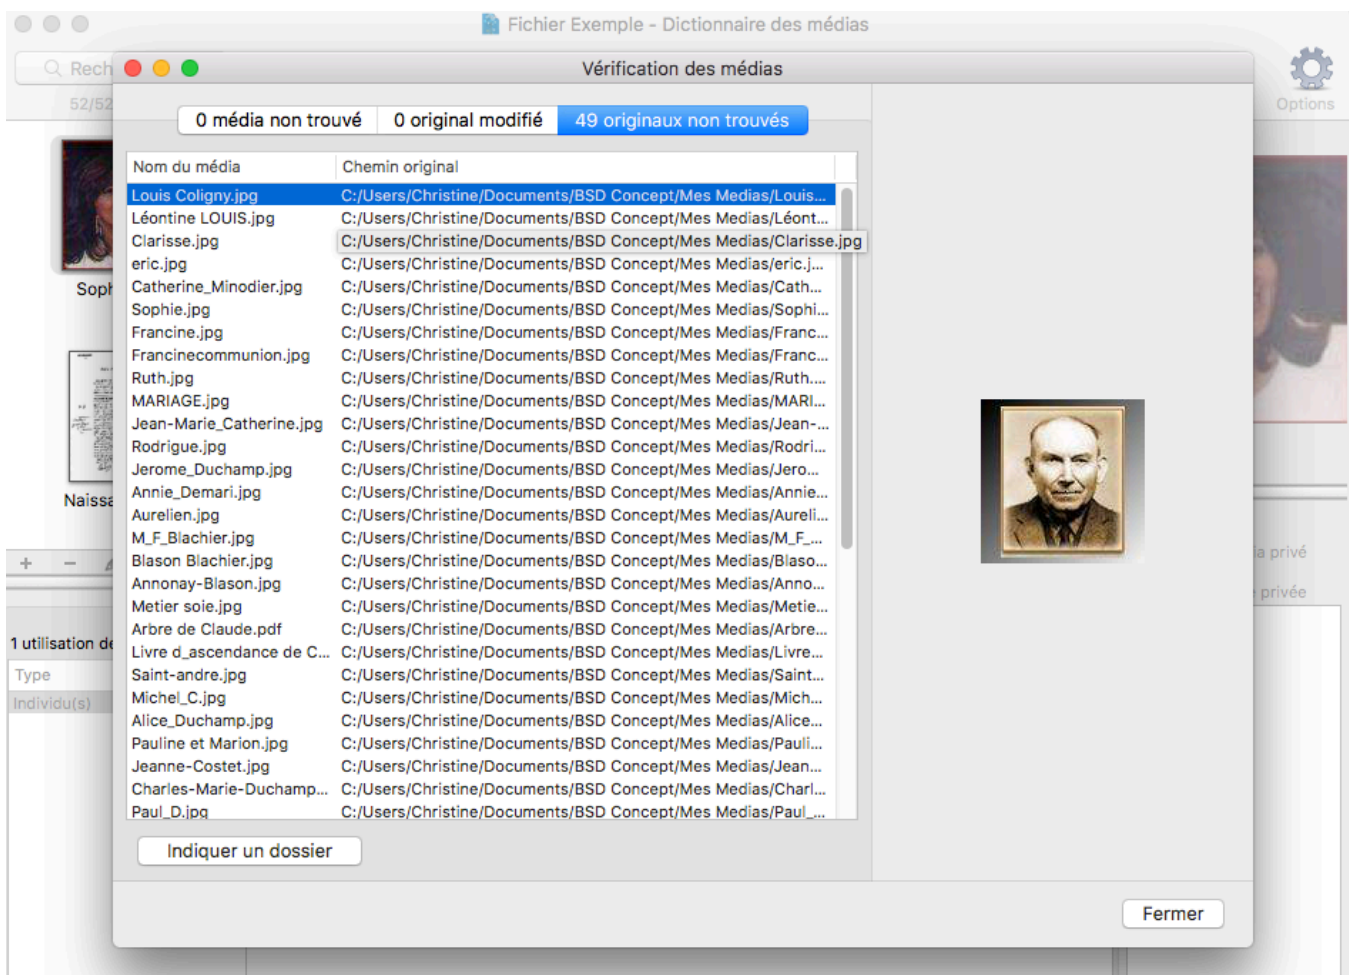 Fichier Exemple - Dictionnaire des médias
Rech
52/52
Options
Vérification des médias
0 média non trouvé 0 original modifié 49 originaux non trouvés
Nom du média Chemin original
Louis Coligny.jpg C:/Users/Christine/Documents/BSD Concept/Mes Medias/Louis...
Léontine LOUIS.jpg C:/Users/Christine/Documents/BSD Concept/Mes Medias/Léont...
Clarisse.jpg C:/Users/Christine/Documents/BSD Concept/Mes Medias/Clarisse.jpg
eric.jpg C:/Users/Christine/Documents/BSD Concept/Mes Medias/eric.j...
Catherine_Minodier.jpg C:/Users/Christine/Documents/BSD Concept/Mes Medias/Cath...
Sophie.jpg C:/Users/Christine/Documents/BSD Concept/Mes Medias/Sophi...
Francine.jpg C:/Users/Christine/Documents/BSD Concept/Mes Medias/Franc...
Francinecommunion.jpg C:/Users/Christine/Documents/BSD Concept/Mes Medias/Franc...
Ruth.jpg C:/Users/Christine/Documents/BSD Concept/Mes Medias/Ruth....
MARIAGE.jpg C:/Users/Christine/Documents/BSD Concept/Mes Medias/MARI...
Jean-Marie_Catherine.jpg C:/Users/Christine/Documents/BSD Concept/Mes Medias/Jean-...
Rodrigue.jpg C:/Users/Christine/Documents/BSD Concept/Mes Medias/Rodri...
Jerome_Duchamp.jpg C:/Users/Christine/Documents/BSD Concept/Mes Medias/Jero...
Annie_Demari.jpg C:/Users/Christine/Documents/BSD Concept/Mes Medias/Annie...
Aurelien.jpg C:/Users/Christine/Documents/BSD Concept/Mes Medias/Aureli...
M_F_Blachier.jpg C:/Users/Christine/Documents/BSD Concept/Mes Medias/M_F_...
Blason Blachier.jpg C:/Users/Christine/Documents/BSD Concept/Mes Medias/Blaso...
Annonay-Blason.jpg C:/Users/Christine/Documents/BSD Concept/Mes Medias/Anno...
Metier soie.jpg C:/Users/Christine/Documents/BSD Concept/Mes Medias/Metie...
Arbre de Claude.pdf C:/Users/Christine/Documents/BSD Concept/Mes Medias/Arbre...
Livre d_ascendance de C... C:/Users/Christine/Documents/BSD Concept/Mes Medias/Livre...
Saint-andre.jpg C:/Users/Christine/Documents/BSD Concept/Mes Medias/Saint...
Michel_C.jpg C:/Users/Christine/Documents/BSD Concept/Mes Medias/Mich...
Alice_Duchamp.jpg C:/Users/Christine/Documents/BSD Concept/Mes Medias/Alice...
Pauline et Marion.jpg C:/Users/Christine/Documents/BSD Concept/Mes Medias/Pauli...
Jeanne-Costet.jpg C:/Users/Christine/Documents/BSD Concept/Mes Medias/Jean...
Charles-Marie-Duchamp... C:/Users/Christine/Documents/BSD Concept/Mes Medias/Charl...
Paul_D.jpg C:/Users/Christine/Documents/BSD Concept/Mes Medias/Paul_...
Indiquer un dossier
Fermer
Soph
Naissa
1 utilisation de
Type
Individu(s)
ia privé
privée